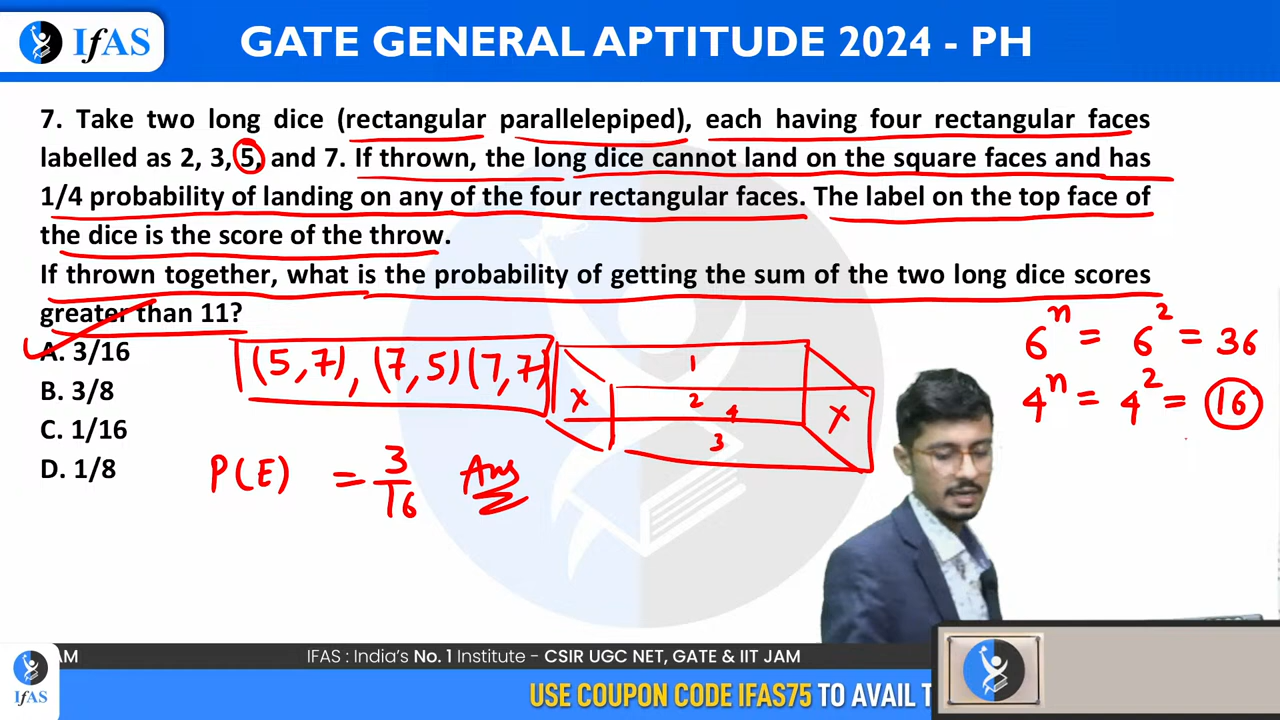 IfAS
GATE GENERAL APTITUDE 2024 - PH
7. Take two long dice (rectangular parallelepiped), each having four rectangular faces
labelled as 2, 3, 5, and 7. If thrown, the long dice cannot land on the square faces and has
1/4 probability of landing on any of the four rectangular faces. The label on the top face of
the dice is the score of the throw.
If thrown together, what is the probability of getting the sum of the two long dice scores
greater than 11?
6^n = 6^2 = 36
A. 3/16
(5,7), (7,5) (7,7)
1
B. 3/8
x
2
4
x
4^n = 4^2 = 16
C. 1/16
3
D. 1/8
P(E) = 3/16 Ans
AM
IFAS : India's No. 1 Institute - CSIR UGC NET, GATE & IIT JAM
IfAS
USE COUPON CODE IFAS75 TO AVAIL T